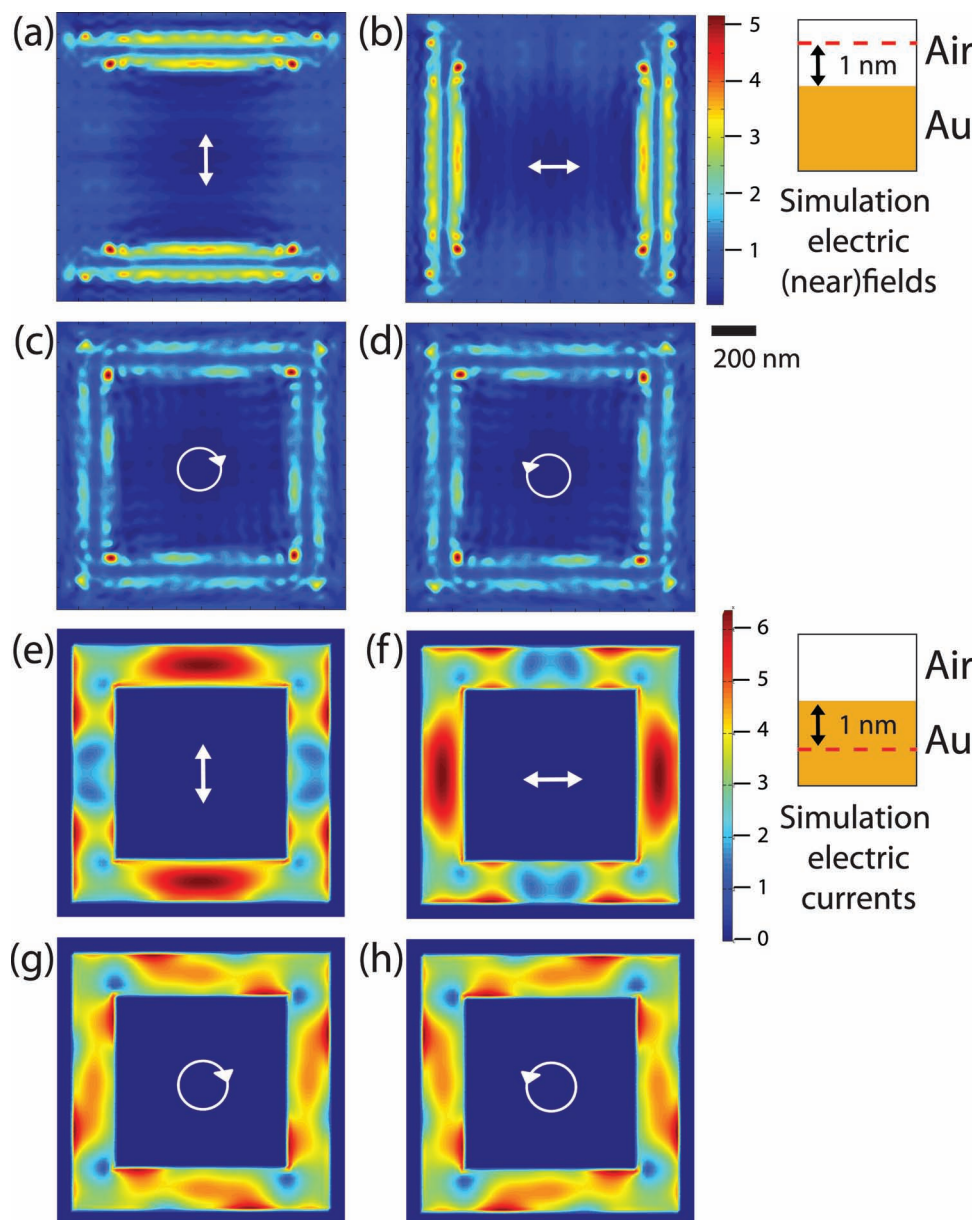 (a)
(b)
5
4
3
2
1
1 nm
Air
Au
Simulation
electric
(near)fields
(c)
(d)
200 nm
(e)
(f)
6
5
4
3
2
1
0
1 nm
Air
Au
Simulation
electric
currents
(g)
(h)